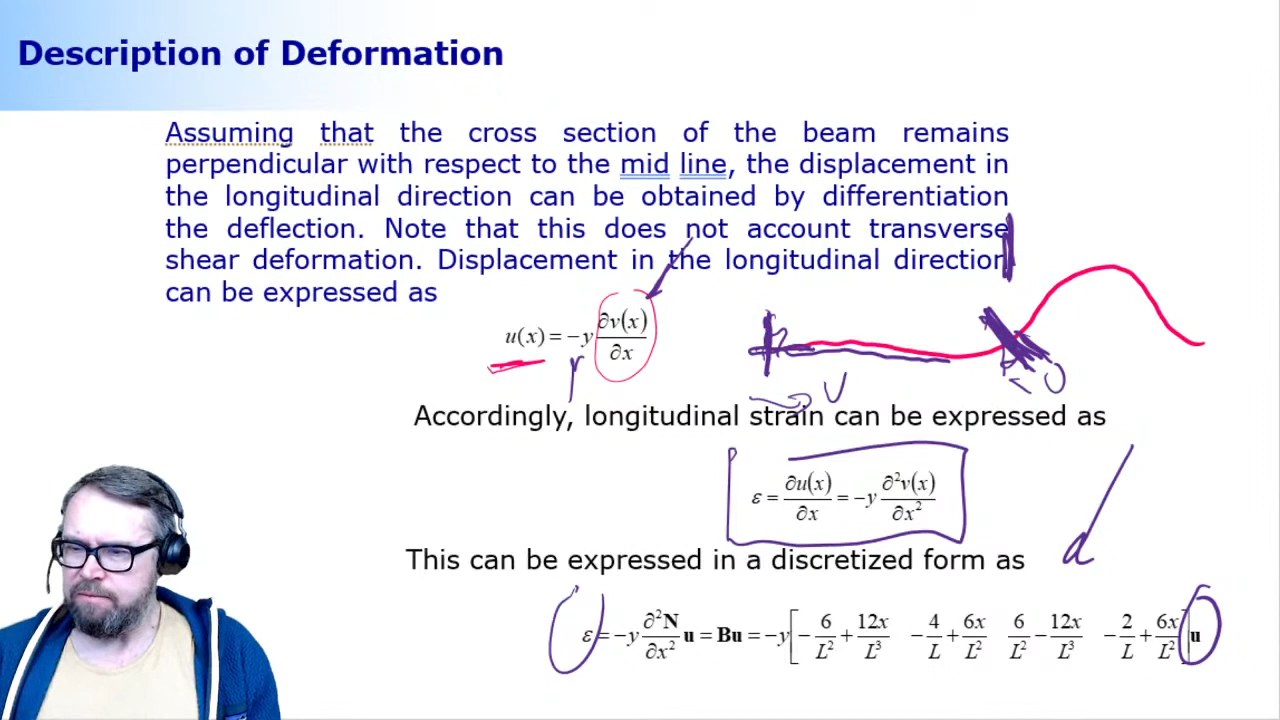 Description of Deformation
Assuming that the cross section of the beam remains
perpendicular with respect to the mid line, the displacement in
the longitudinal direction can be obtained by differentiation
the deflection. Note that this does not account transverse
shear deformation. Displacement in the longitudinal direction
can be expressed as
u(x) = −y ∂v(x)/∂x
Accordingly, longitudinal strain can be expressed as
ε = ∂u(x)/∂x = −y ∂²v(x)/∂x²
This can be expressed in a discretized form as
ε = −y ∂²N/∂x² u = Bu = −y[ −6/L² + 12x/L³  −4/L + 6x/L²  6/L² − 12x/L³  −2/L + 6x/L² ]u